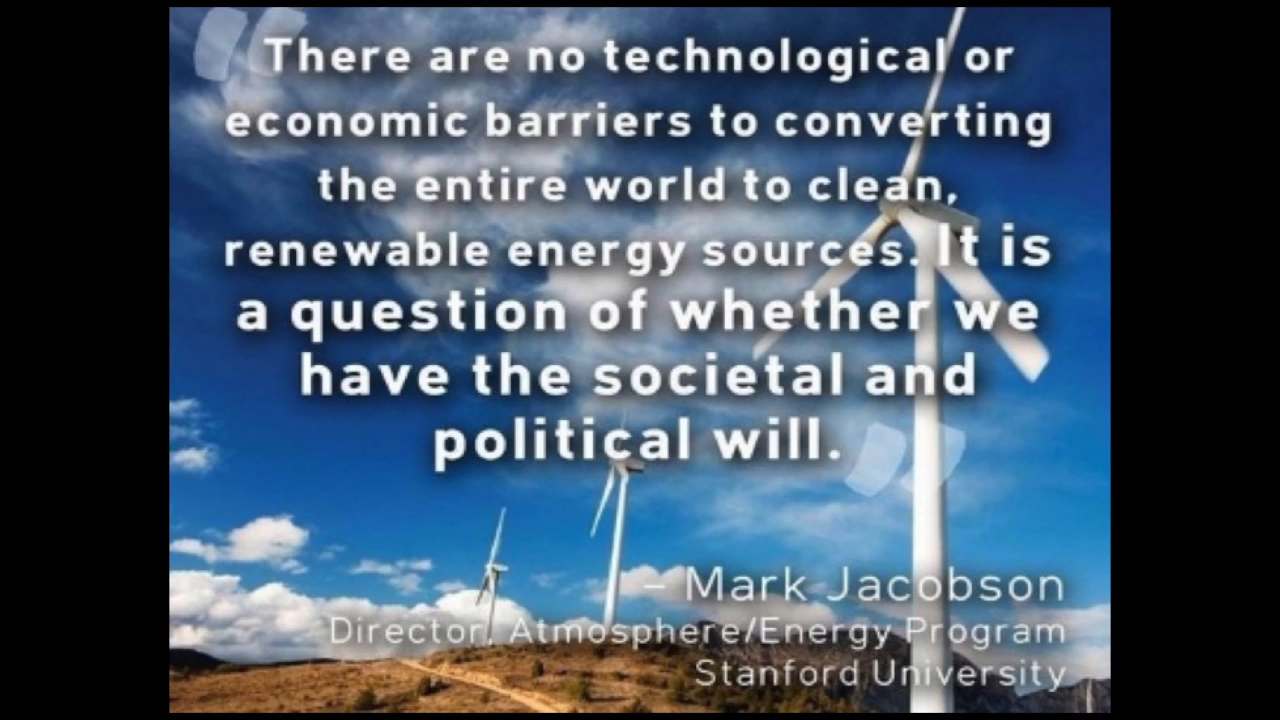 “There are no technological or
economic barriers to converting
the entire world to clean,
renewable energy sources. It is
a question of whether we
have the societal and
political will.”
– Mark Jacobson
Director, Atmosphere/Energy Program
Stanford University